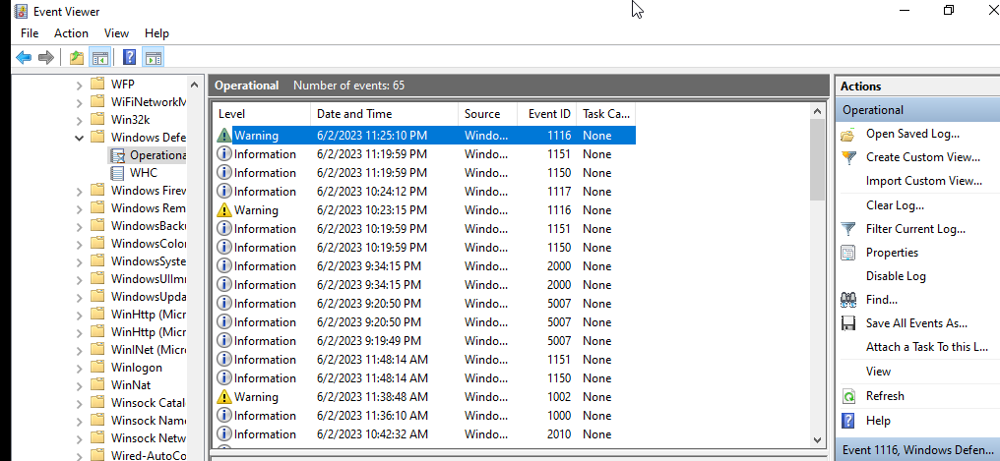 Event Viewer
File Action View Help
WFP
WiFiNetworkM
Win32k
Windows Defe
Operationa
WHC
Windows Firew
Windows Rem
WindowsBacku
WindowsColor
WindowsSyste
WindowsUIImm
WindowsUpda
WinHttp (Micr
WinHttp (Micr
WinINet (Micro
Winlogon
WinNat
Winsock Catal
Winsock Name
Winsock Netw
Wired-AutoCo
Operational Number of events: 65
Level Date and Time Source Event ID Task Ca...
Warning 6/2/2023 11:25:10 PM Windo... 1116 None
Information 6/2/2023 11:19:59 PM Windo... 1151 None
Information 6/2/2023 11:19:59 PM Windo... 1150 None
Information 6/2/2023 10:24:12 PM Windo... 1117 None
Warning 6/2/2023 10:23:15 PM Windo... 1116 None
Information 6/2/2023 10:19:59 PM Windo... 1151 None
Information 6/2/2023 10:19:59 PM Windo... 1150 None
Information 6/2/2023 9:34:15 PM Windo... 2000 None
Information 6/2/2023 9:34:15 PM Windo... 2000 None
Information 6/2/2023 9:20:50 PM Windo... 5007 None
Information 6/2/2023 9:20:50 PM Windo... 5007 None
Information 6/2/2023 9:19:49 PM Windo... 5007 None
Information 6/2/2023 11:48:14 AM Windo... 1151 None
Information 6/2/2023 11:48:14 AM Windo... 1150 None
Warning 6/2/2023 11:38:48 AM Windo... 1002 None
Information 6/2/2023 11:36:10 AM Windo... 1000 None
Information 6/2/2023 10:42:32 AM Windo... 2010 None
Actions
Operational
Open Saved Log...
Create Custom View...
Import Custom View...
Clear Log...
Filter Current Log...
Properties
Disable Log
Find...
Save All Events As...
Attach a Task To this L...
View
Refresh
Help
Event 1116, Windows Defen...